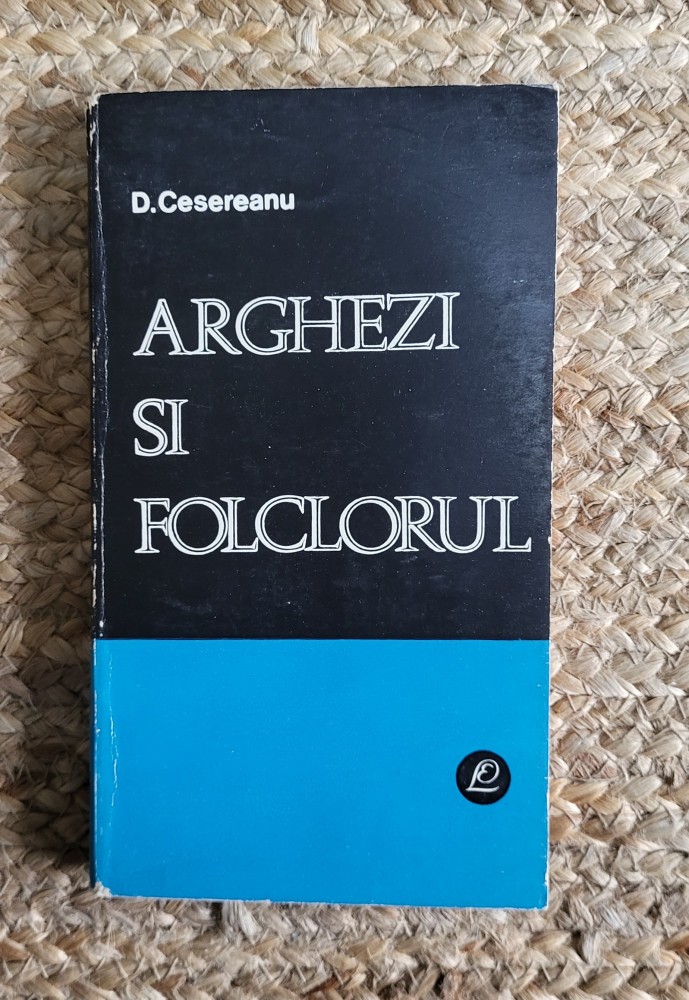 D.Cesereanu
ARGHEZI
SI
FOLCLORUL